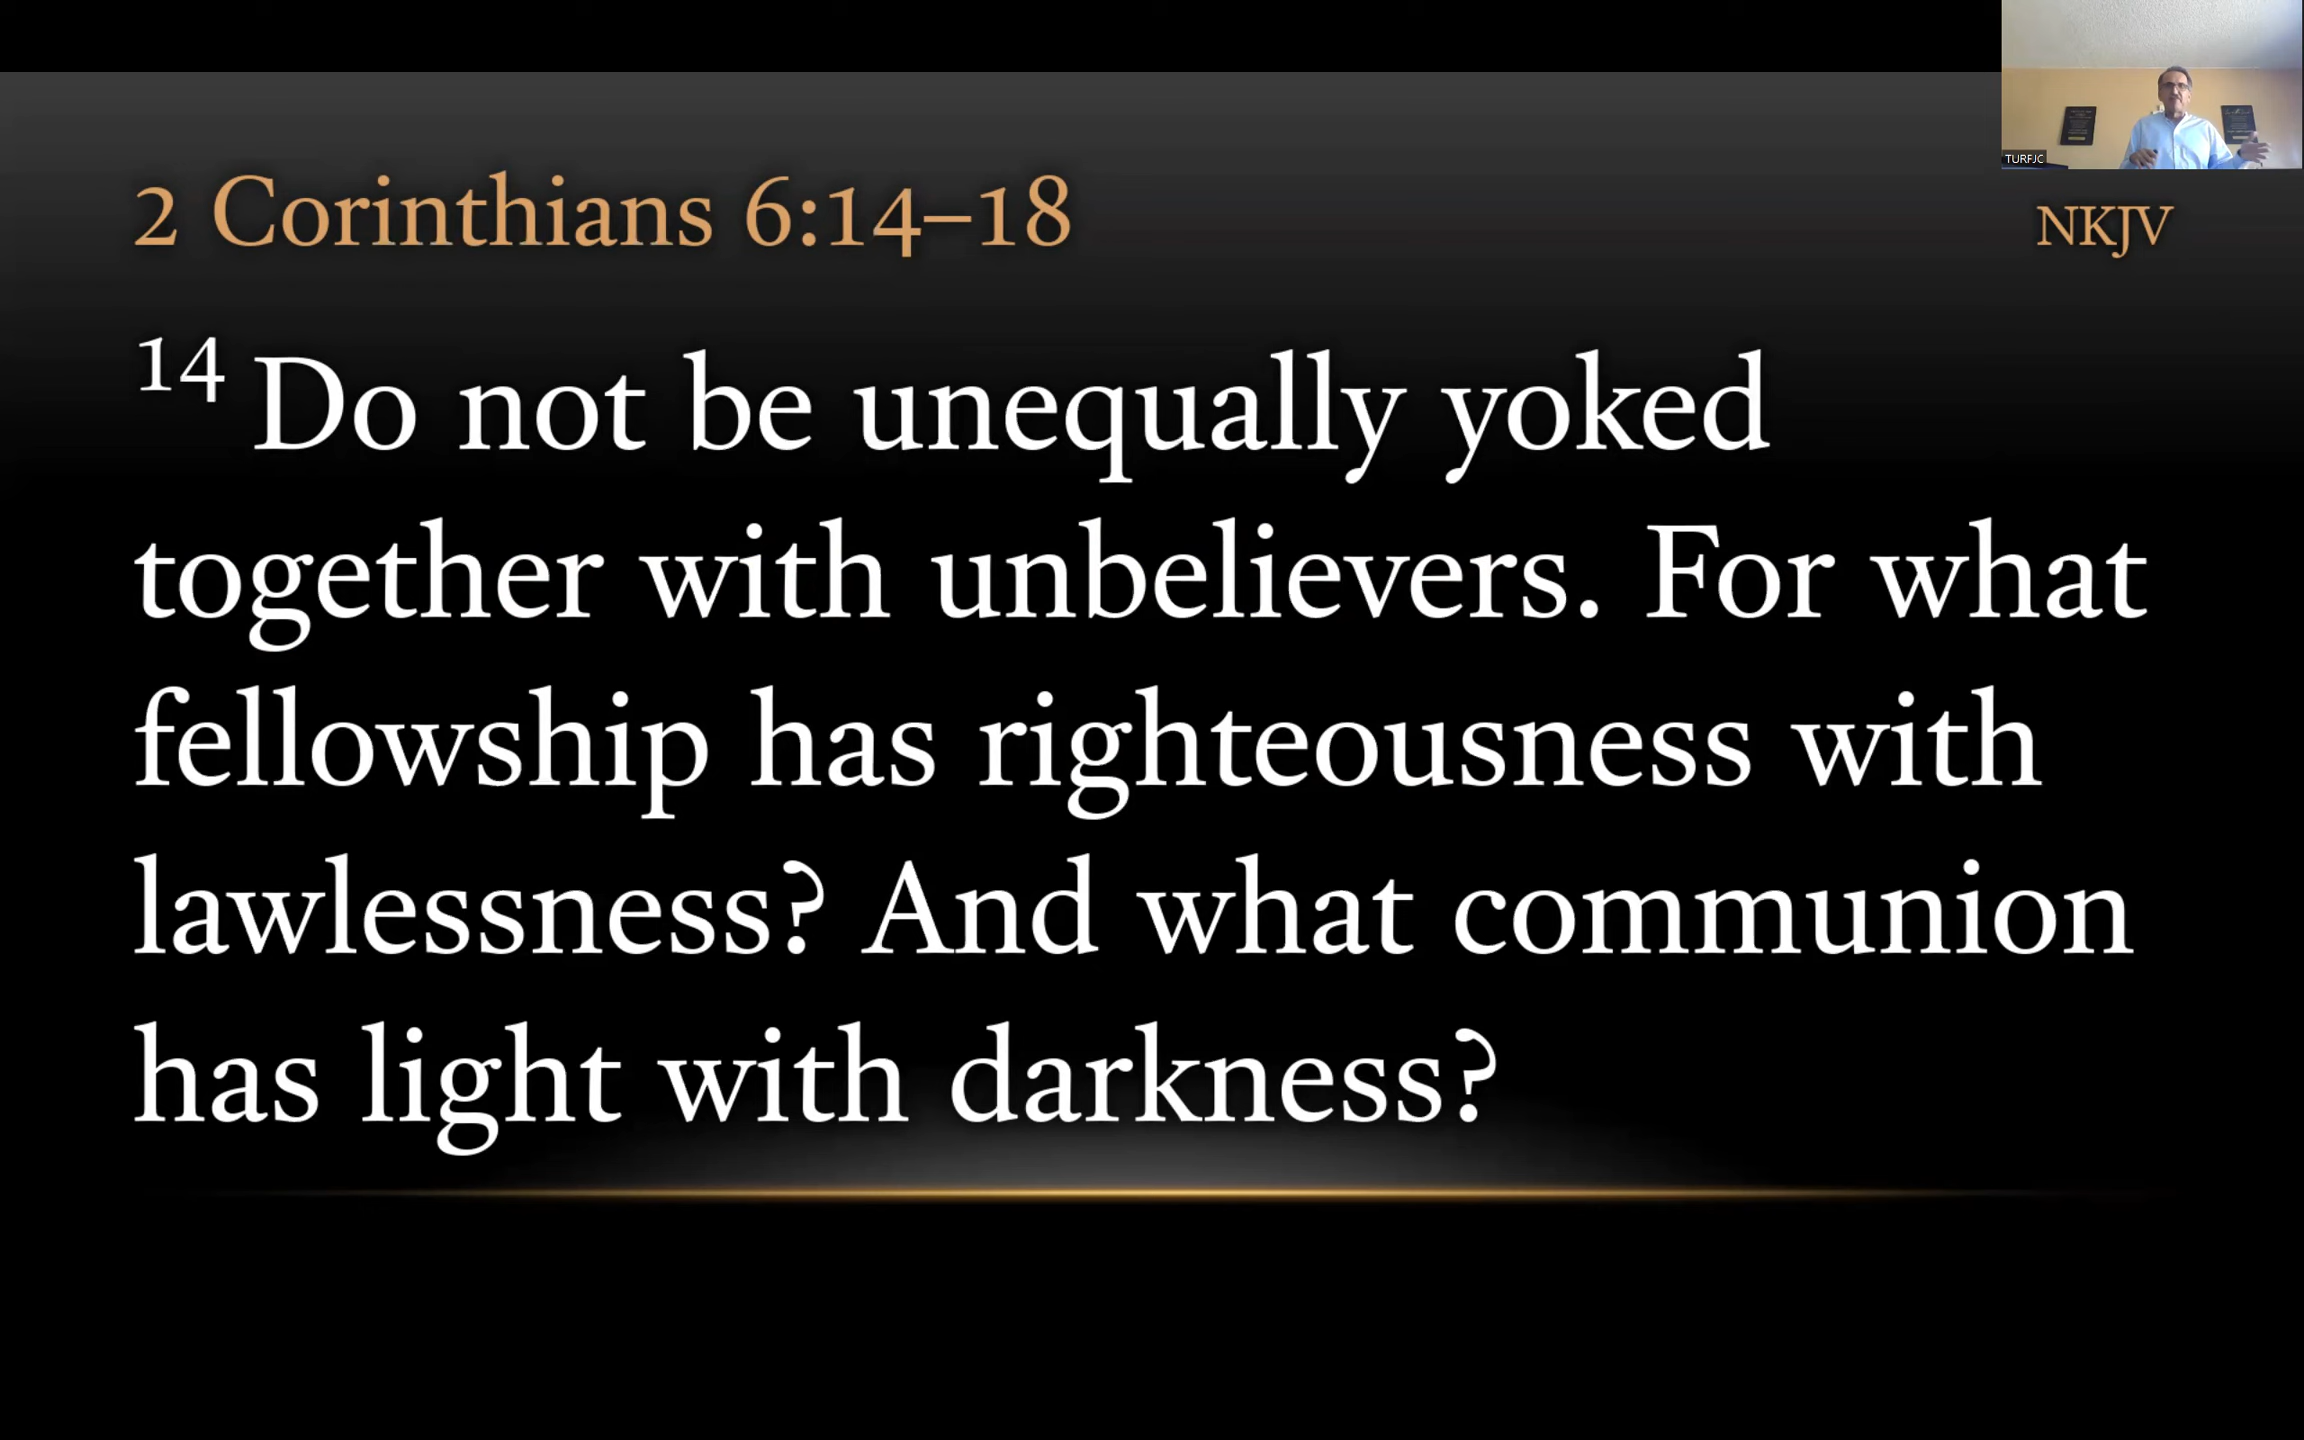 TURFJC
2 Corinthians 6:14–18
NKJV
14 Do not be unequally yoked
together with unbelievers. For what
fellowship has righteousness with
lawlessness? And what communion
has light with darkness?